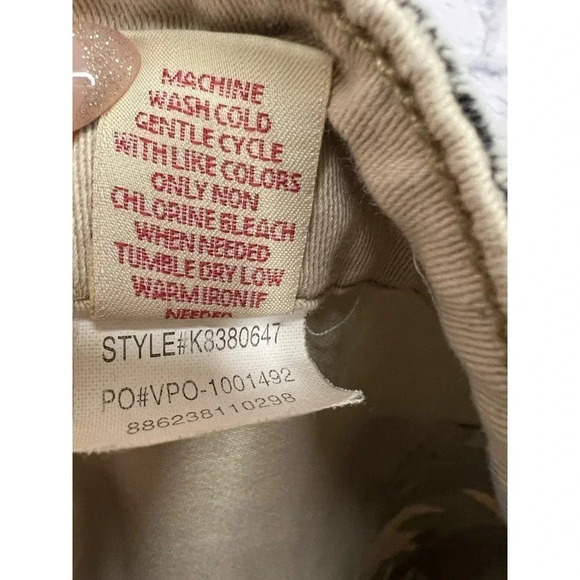 MACHINE
WASH COLD
GENTLE CYCLE
WITH LIKE COLORS
ONLY NON
CHLORINE BLEACH
WHEN NEEDED
TUMBLE DRY LOW
WARM IRON IF
NEEDED
STYLE#K8380647
PO#VPO-1001492
886238110298